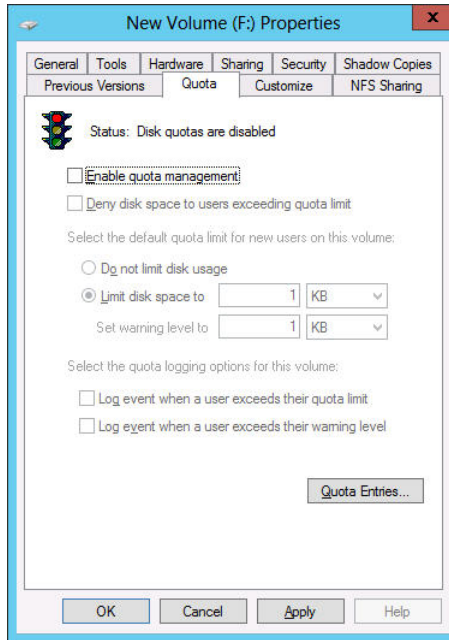 New Volume (F:) Properties
x
General Tools Hardware Sharing Security Shadow Copies
Previous Versions Quota Customize NFS Sharing
Status: Disk quotas are disabled
Enable quota management
Deny disk space to users exceeding quota limit
Select the default quota limit for new users on this volume:
Do not limit disk usage
Limit disk space to 1 KB
Set warning level to 1 KB
Select the quota logging options for this volume:
Log event when a user exceeds their quota limit
Log event when a user exceeds their warning level
Quota Entries...
OK Cancel Apply Help